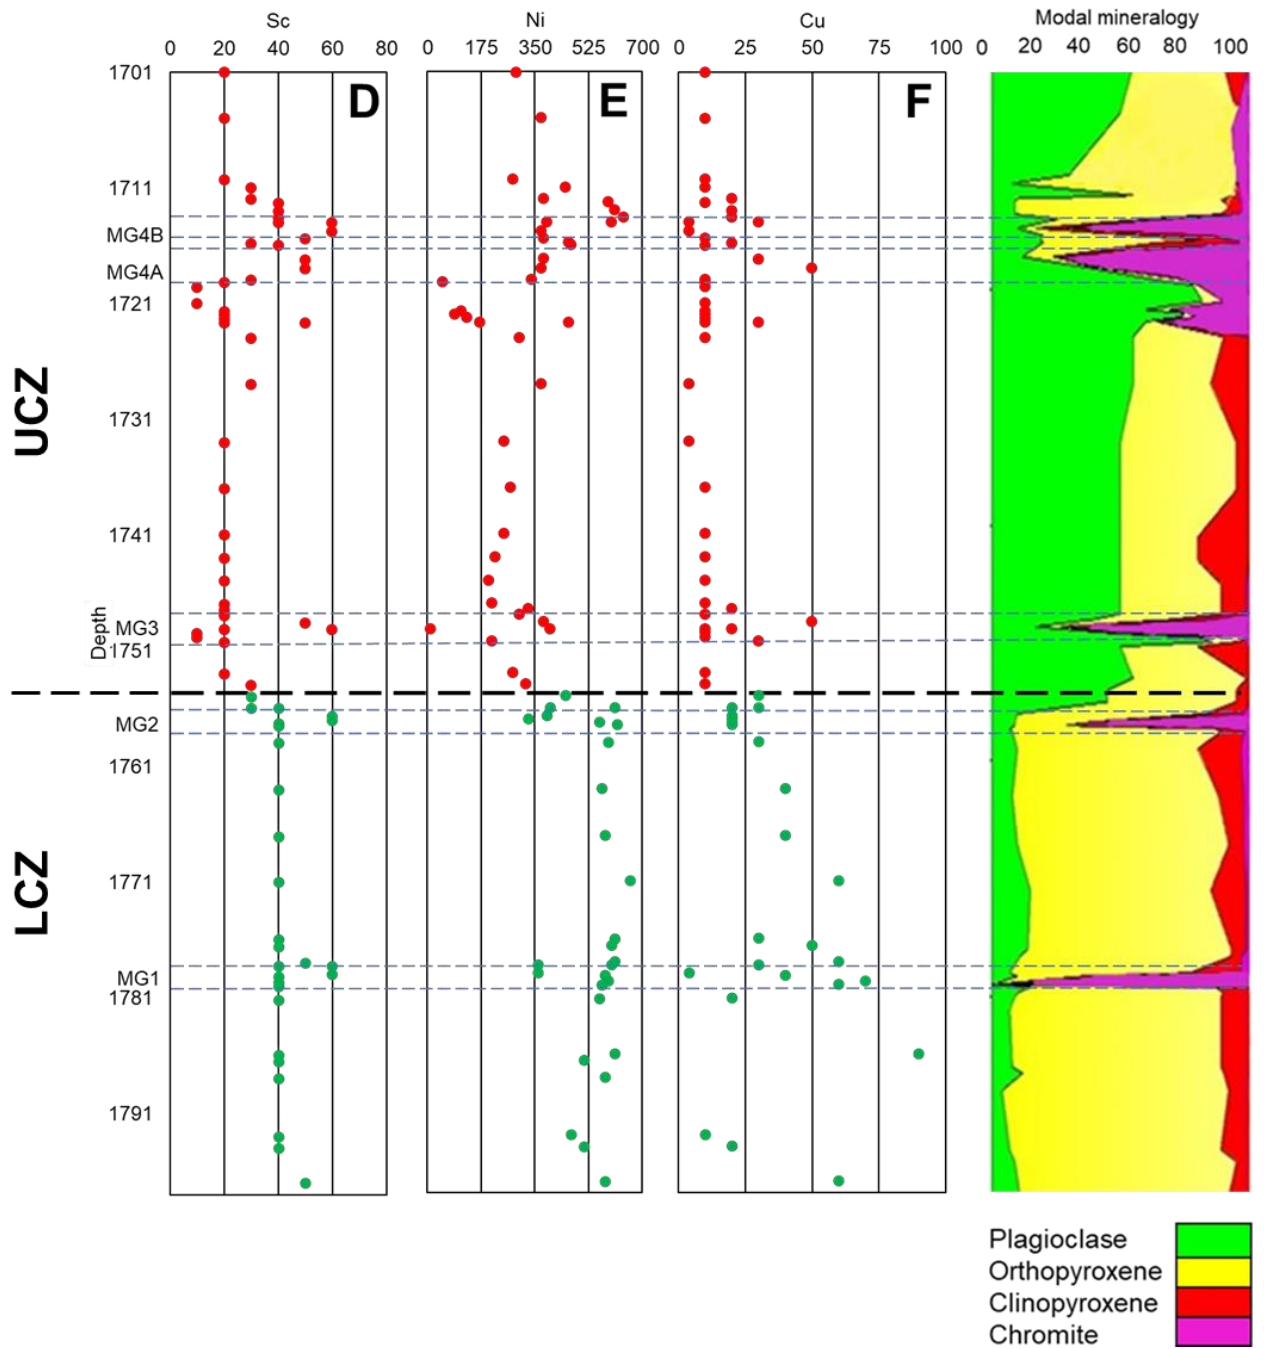 Sc
Ni
Cu
Modal mineralogy
0 20 40 60 80
0 175 350 525 700
0 25 50 75 100
0 20 40 60 80 100
D
E
F
1701
1711
MG4B
MG4A
1721
1731
1741
MG3
1751
MG2
1761
1771
MG1
1781
1791
Depth
UCZ
LCZ
Plagioclase
Orthopyroxene
Clinopyroxene
Chromite